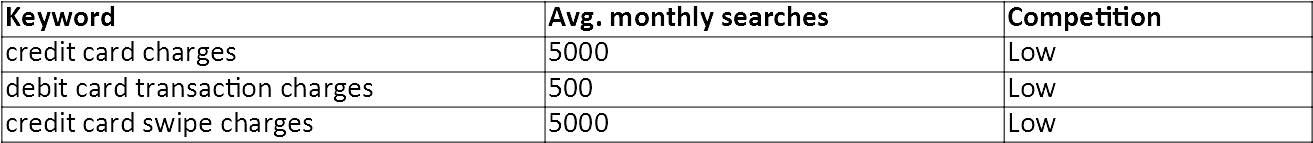 Keyword Avg. monthly searches Competition
credit card charges 5000 Low
debit card transaction charges 500 Low
credit card swipe charges 5000 Low